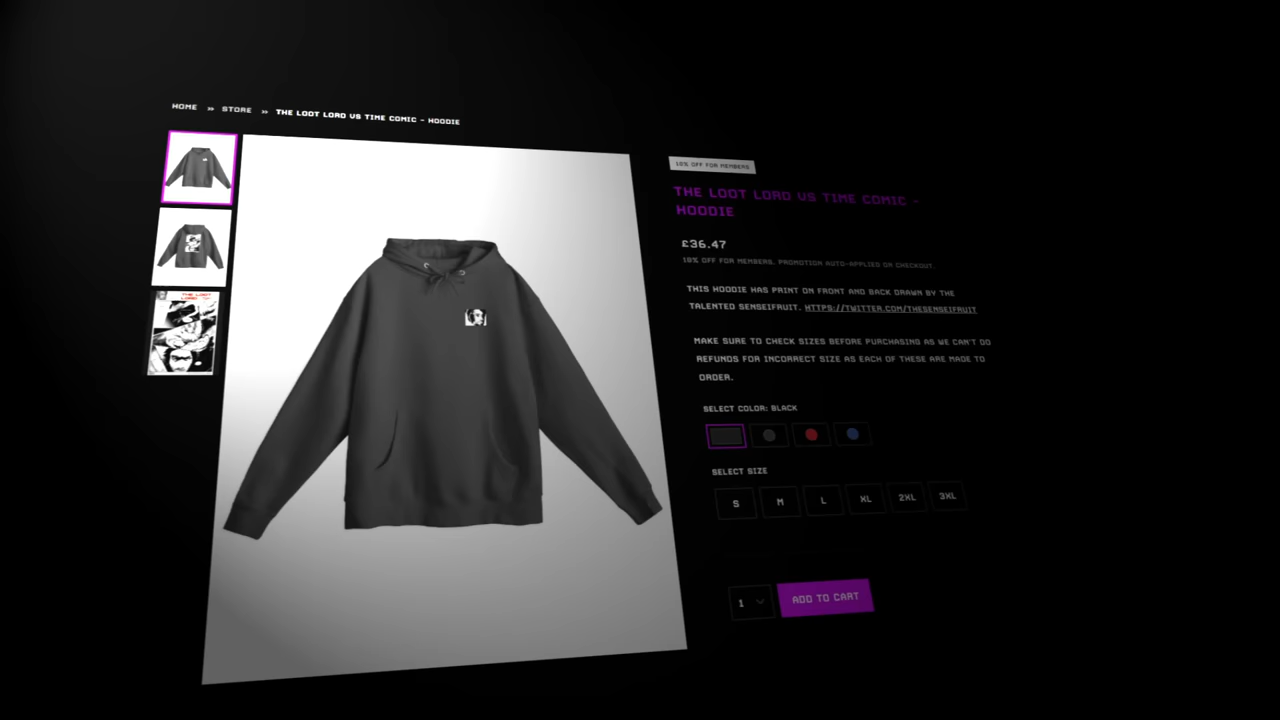 HOME » STORE » THE LOOT LORD VS TIME COMIC - HOODIE
10% OFF FOR MEMBERS
THE LOOT LORD VS TIME COMIC -
HOODIE
£36.47
10% OFF FOR MEMBERS. PROMOTION AUTO-APPLIES ON CHECKOUT.
THIS HOODIE HAS PRINT ON FRONT AND BACK DRAWN BY THE
TALENTED SENSEIFRUIT. HTTPS://TWITTER.COM/THESENSEIFRUIT
MAKE SURE TO CHECK SIZES BEFORE PURCHASING AS WE CAN'T DO
REFUNDS FOR INCORRECT SIZE AS EACH OF THESE ARE MADE TO
ORDER.
SELECT COLOR: BLACK
SELECT SIZE
S M L XL 2XL 3XL
1 ADD TO CART